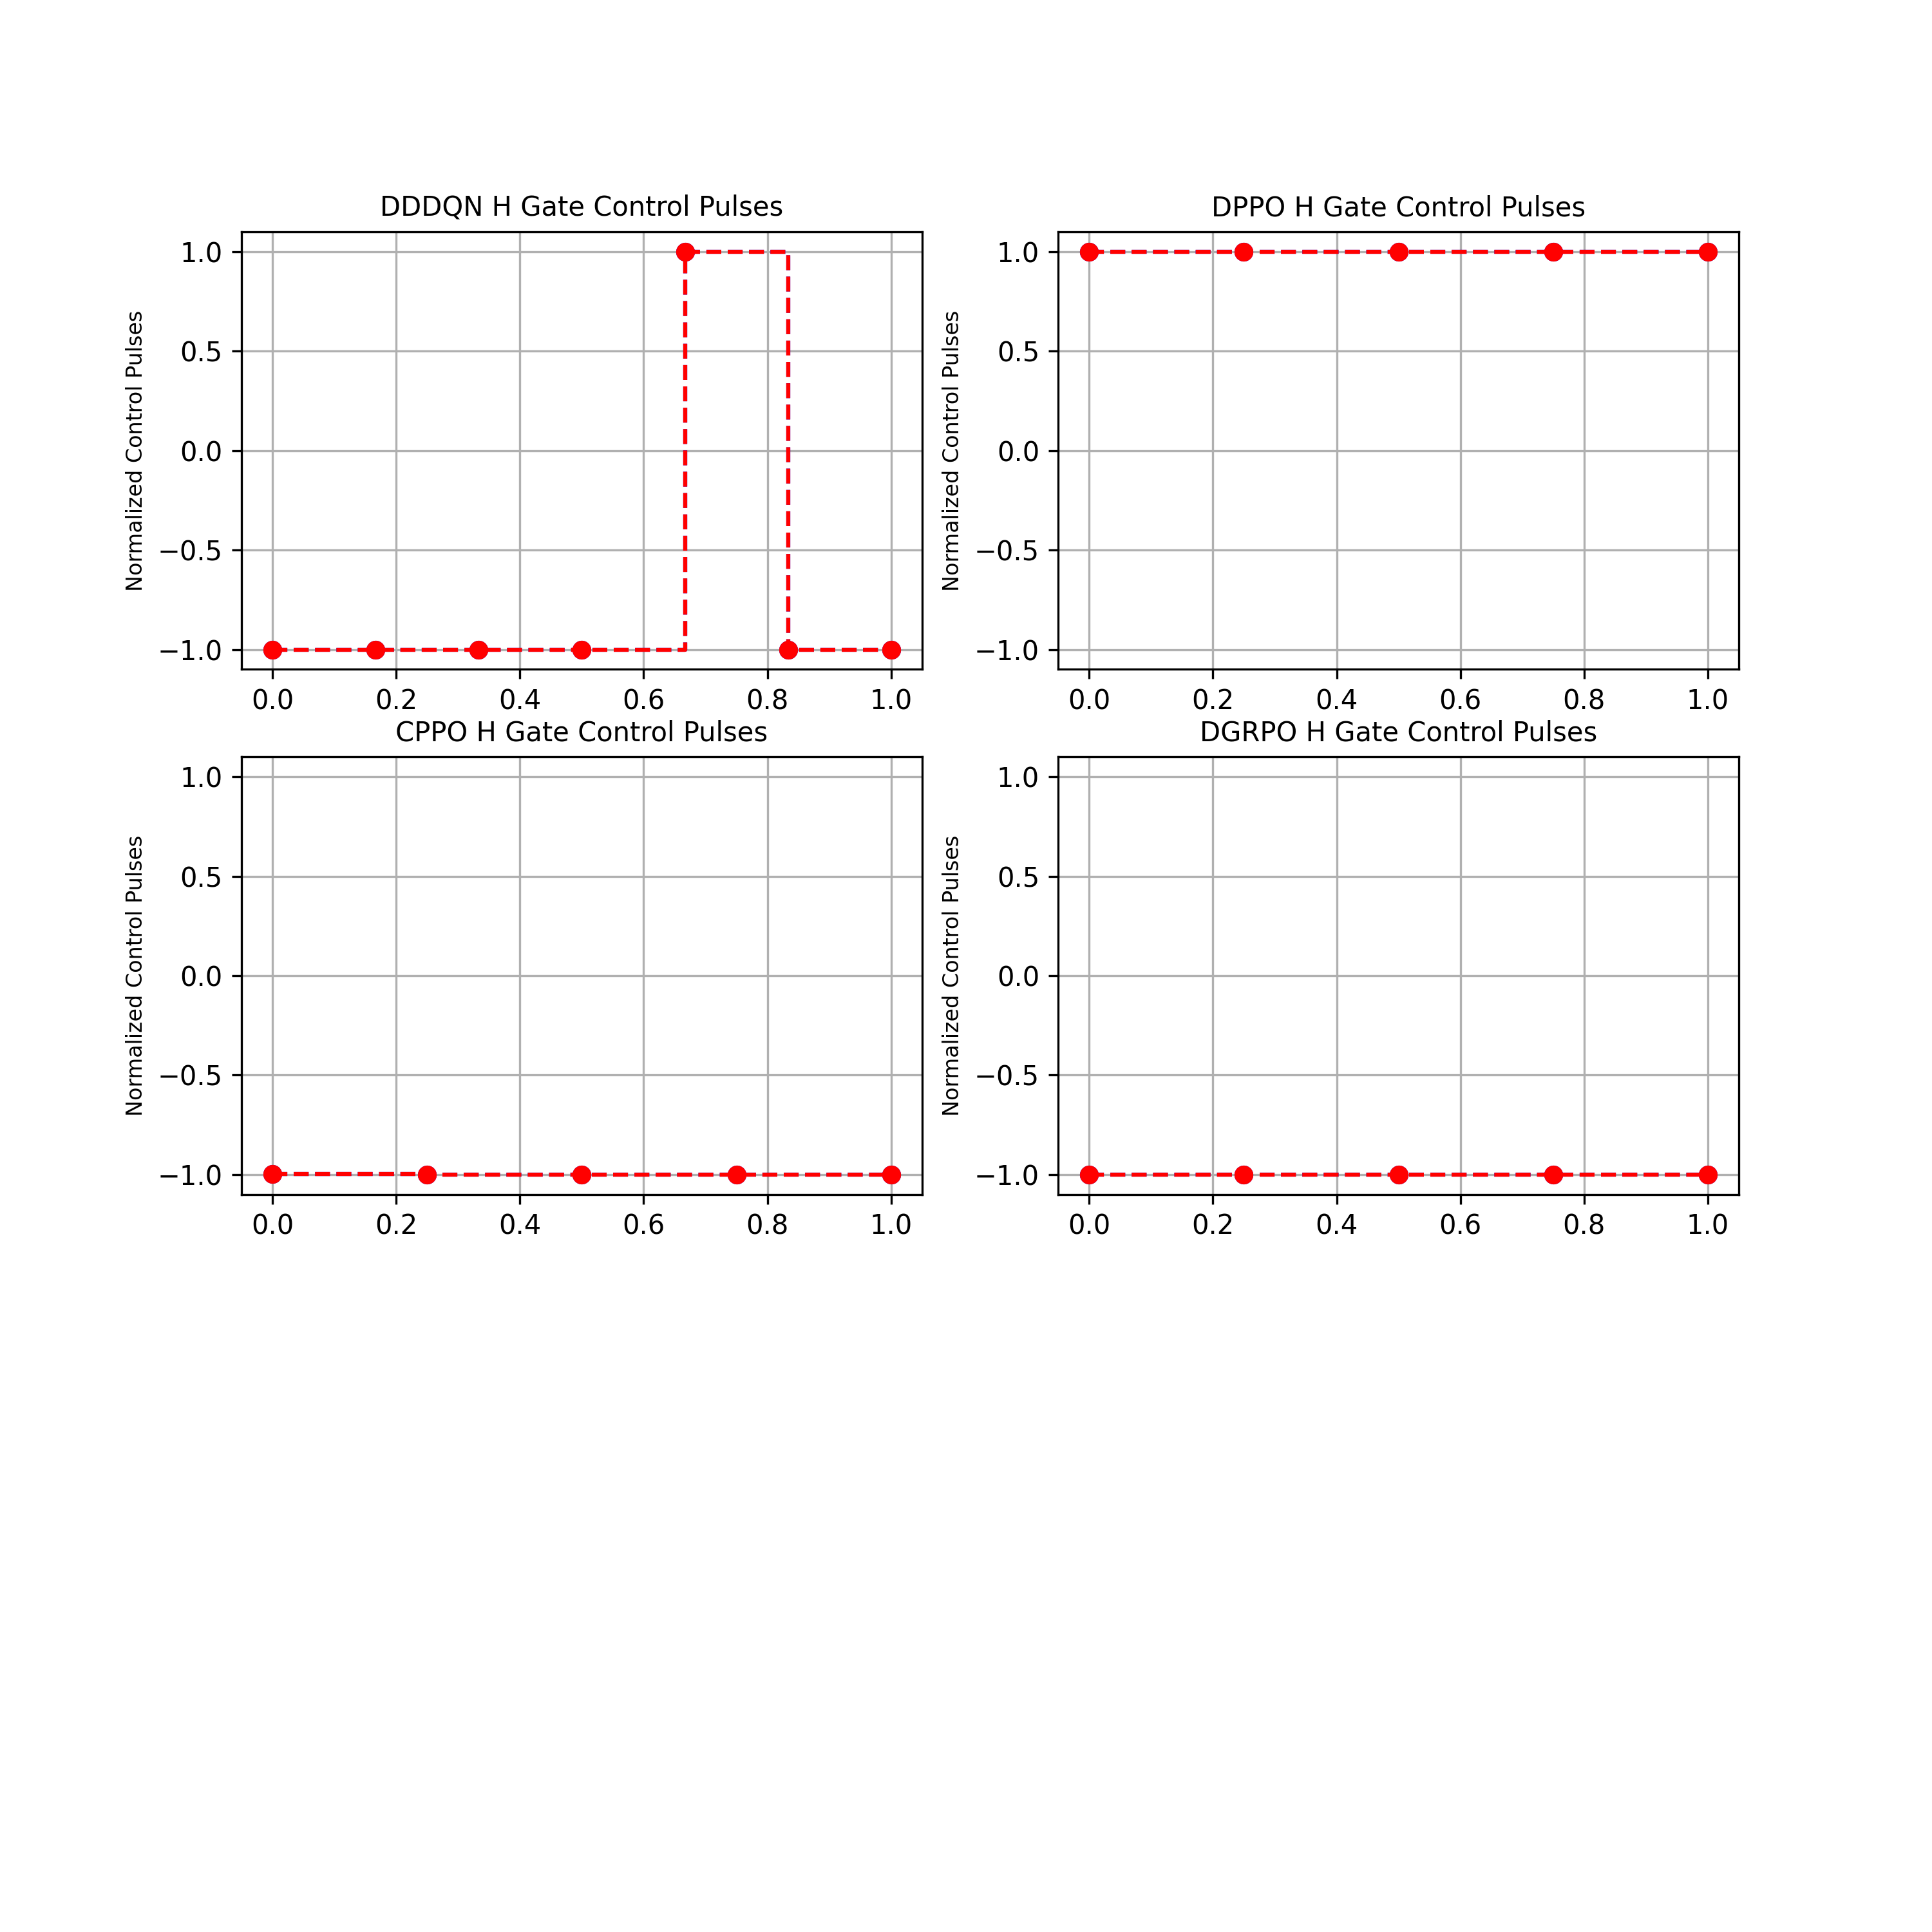 DDDQN H Gate Control Pulses
Normalized Control Pulses
1.0
0.5
0.0
−0.5
−1.0
0.0 0.2 0.4 0.6 0.8 1.0
DPPO H Gate Control Pulses
Normalized Control Pulses
1.0
0.5
0.0
−0.5
−1.0
0.0 0.2 0.4 0.6 0.8 1.0
CPPO H Gate Control Pulses
Normalized Control Pulses
1.0
0.5
0.0
−0.5
−1.0
0.0 0.2 0.4 0.6 0.8 1.0
DGRPO H Gate Control Pulses
Normalized Control Pulses
1.0
0.5
0.0
−0.5
−1.0
0.0 0.2 0.4 0.6 0.8 1.0